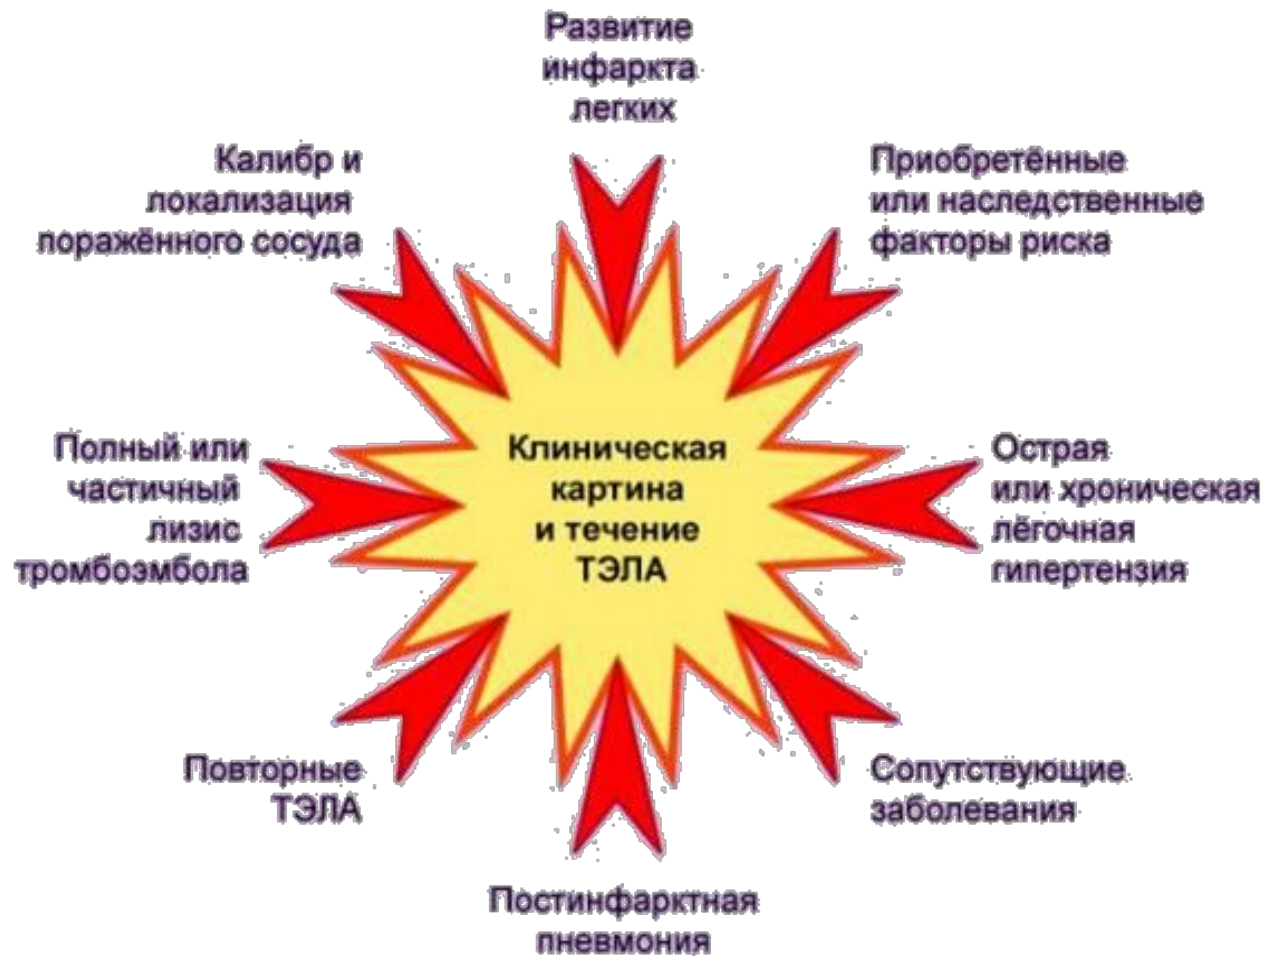 Развитие
инфаркта
легких
Калибр и
локализация
поражённого сосуда
Приобретённые
или наследственные
факторы риска
Полный или
частичный
лизис
тромбоэмбола
Клиническая
картина
и течение
ТЭЛА
Острая
или хроническая
лёгочная
гипертензия
Повторные
ТЭЛА
Сопутствующие
заболевания
Постинфарктная
пневмония